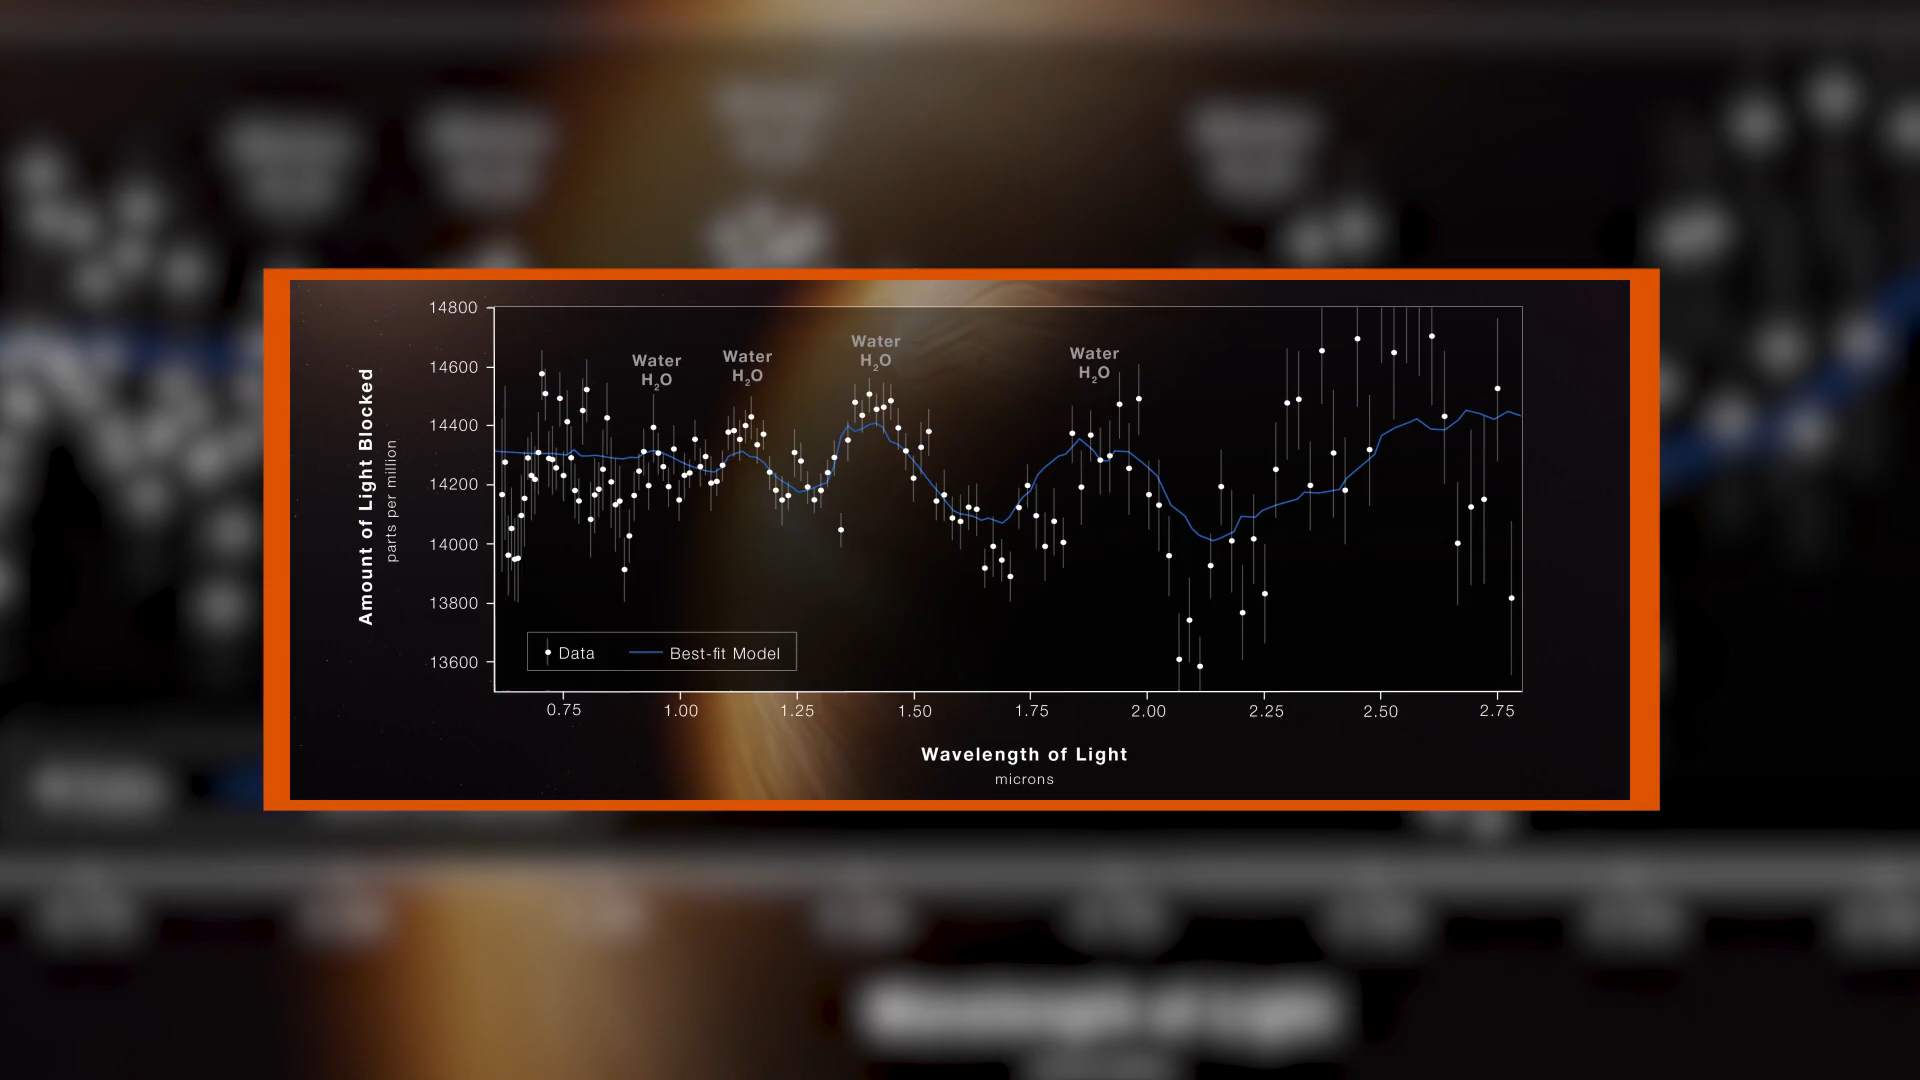 14800
14600
14400
14200
14000
13800
13600
Amount of Light Blocked
parts per million
Water
H₂O
Water
H₂O
Water
H₂O
Water
H₂O
Data
Best-fit Model
0.75
1.00
1.25
1.50
1.75
2.00
2.25
2.50
2.75
Wavelength of Light
microns